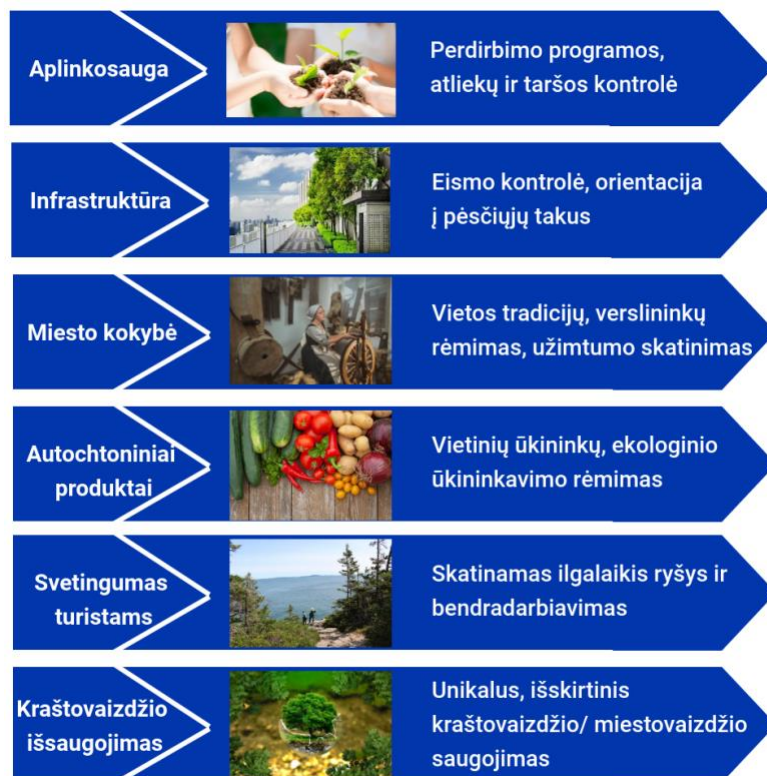 Aplinkosauga
Perdirbimo programos,
atliekų ir taršos kontrolė
Infrastruktūra
Eismo kontrolė, orientacija
į pėsčiųjų takus
Miesto kokybė
Vietos tradicijų, verslininkų
rėmimas, užimtumo skatinimas
Autochtoniniai
produktai
Vietinių ūkininkų, ekologinio
ūkininkavimo rėmimas
Svetingumas
turistams
Skatinamas ilgalaikis ryšys ir
bendradarbiavimas
Kraštovaizdžio
išsaugojimas
Unikalus, išskirtinis
kraštovaizdžio/ miestovaizdžio
saugojimas